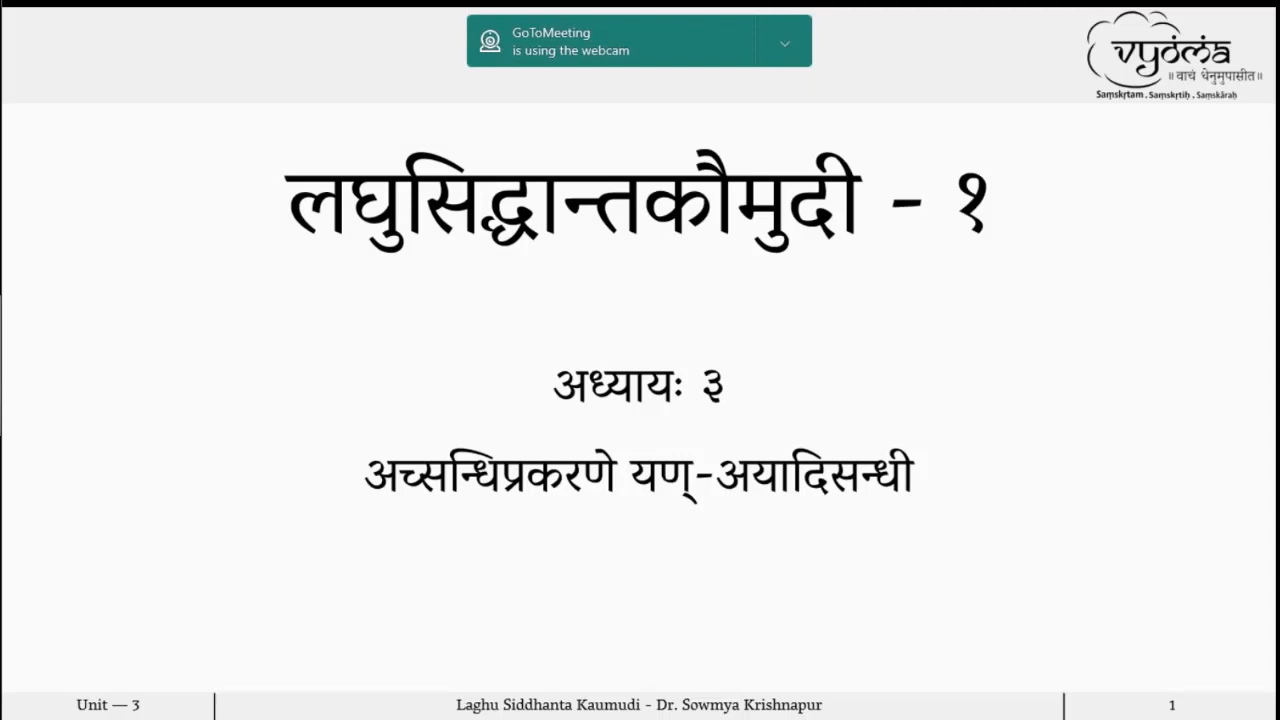 GoToMeeting
is using the webcam
vyoma
॥ वाचं धेनुमुपासीत॥
Saṃskṛtam . Saṃskṛtiḥ . Saṃskāraḥ
लघुसिद्धान्तकौमुदी - १
अध्यायः ३
अच्सन्धिप्रकरणे यण्-अयादिसन्धी
Unit — 3
Laghu Siddhanta Kaumudi - Dr. Sowmya Krishnapur
1